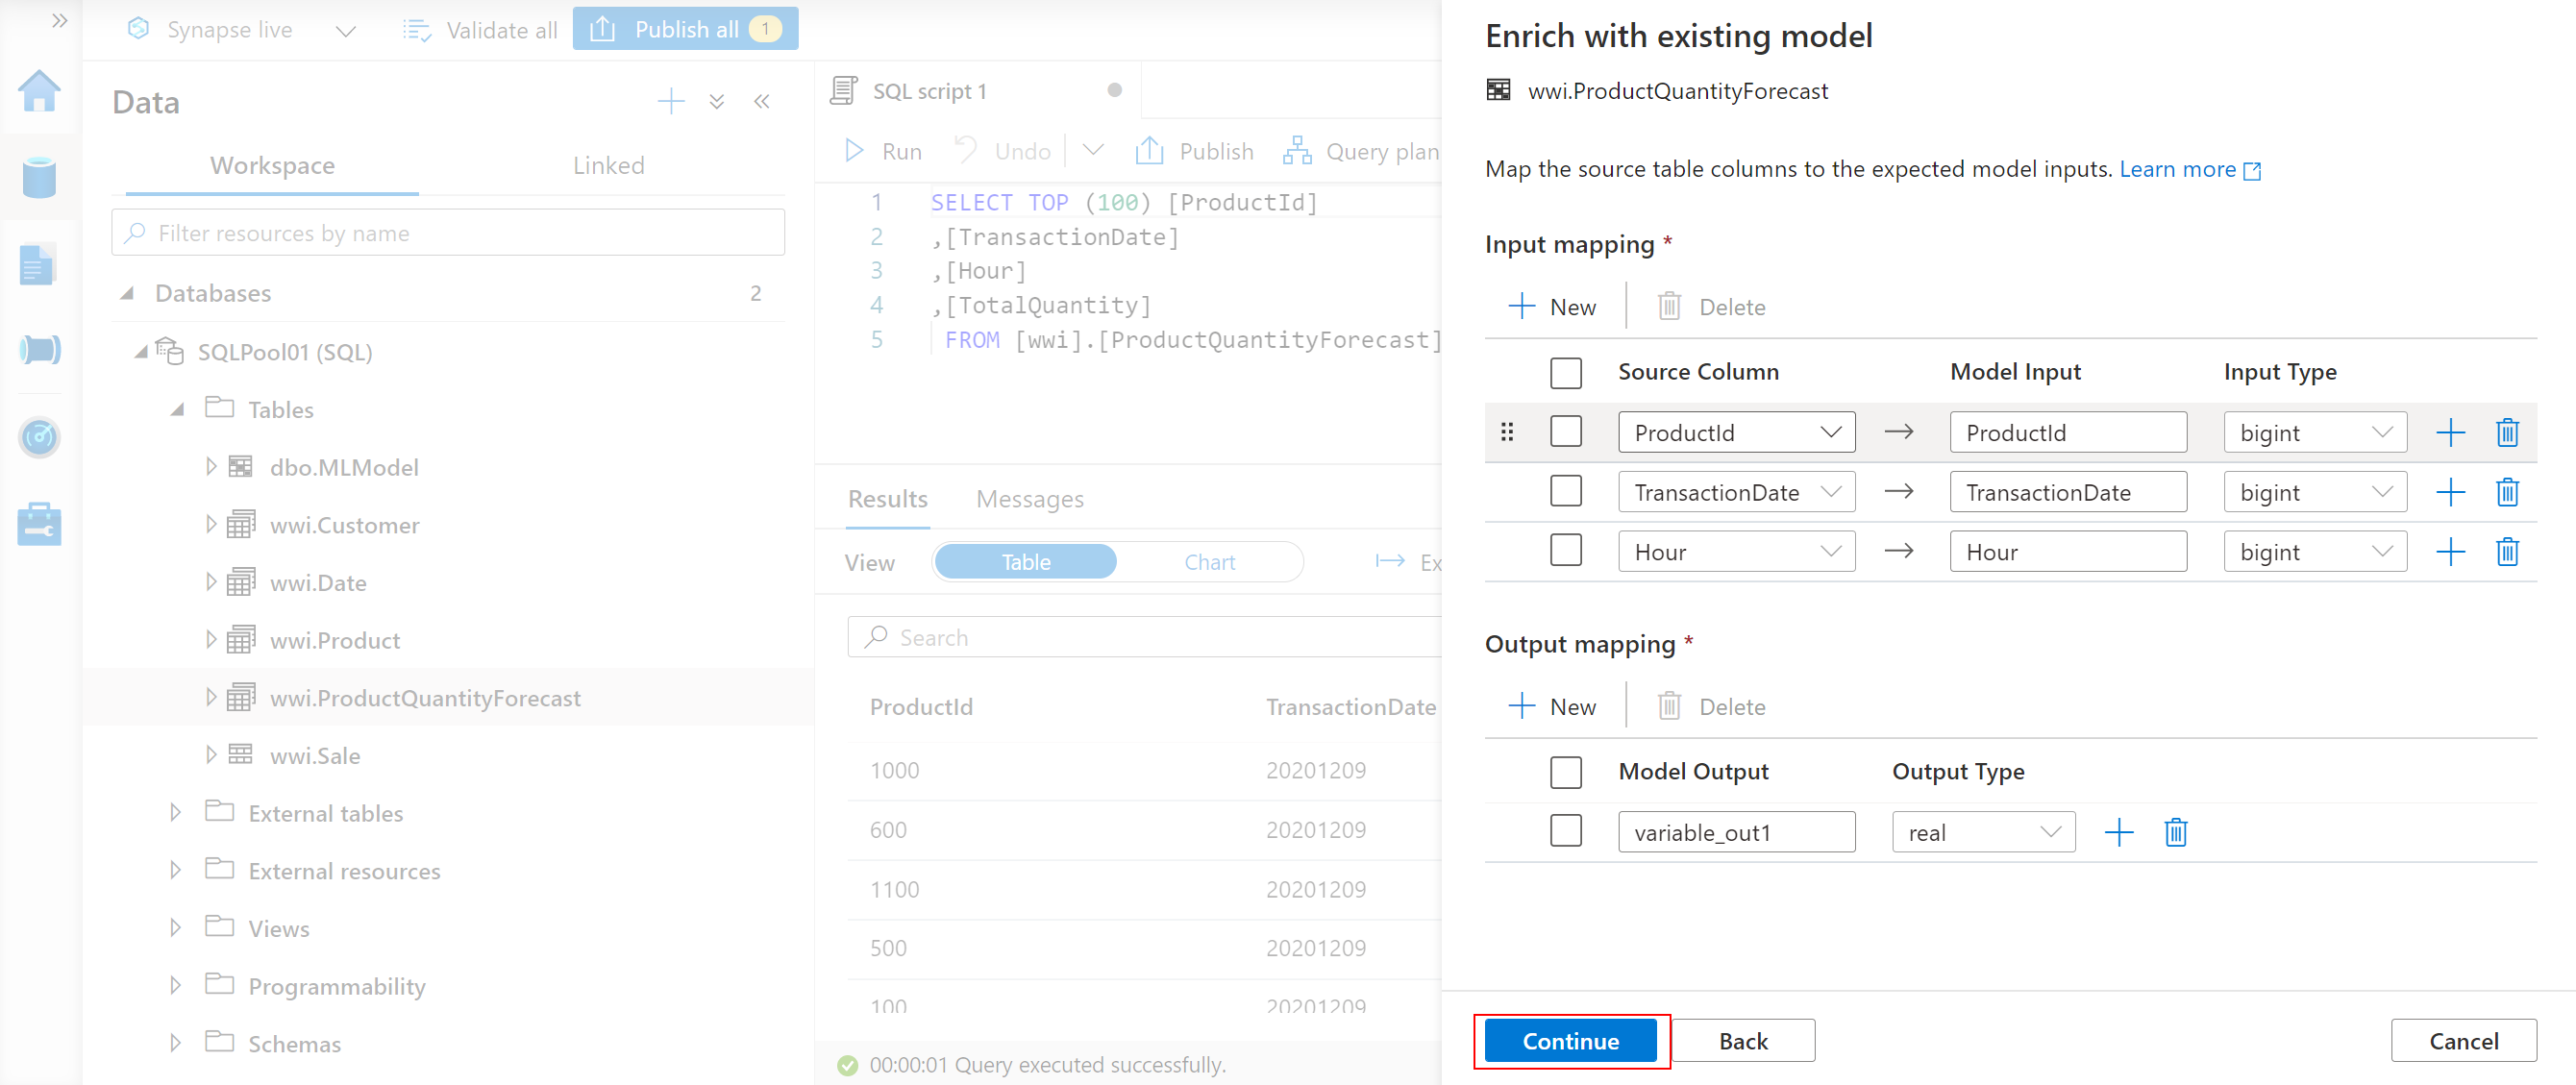 Synapse live
Validate all
Publish all 1
Data
Workspace
Linked
Filter resources by name
Databases 2
SQLPool01 (SQL)
Tables
dbo.MLModel
wwi.Customer
wwi.Date
wwi.Product
wwi.ProductQuantityForecast
wwi.Sale
External tables
External resources
Views
Programmability
Schemas
SQL script 1
Run
Undo
Publish
Query plan
1 SELECT TOP (100) [ProductId]
2 ,[TransactionDate]
3 ,[Hour]
4 ,[TotalQuantity]
5 FROM [wwi].[ProductQuantityForecast]
Results
Messages
View
Table
Chart
Ex
Search
ProductId TransactionDate
1000 20201209
600 20201209
1100 20201209
500 20201209
100 20201209
00:00:01 Query executed successfully.
Enrich with existing model
wwi.ProductQuantityForecast
Map the source table columns to the expected model inputs. Learn more
Input mapping *
New
Delete
Source Column Model Input Input Type
ProductId ProductId bigint
TransactionDate TransactionDate bigint
Hour Hour bigint
Output mapping *
New
Delete
Model Output Output Type
variable_out1 real
Continue
Back
Cancel